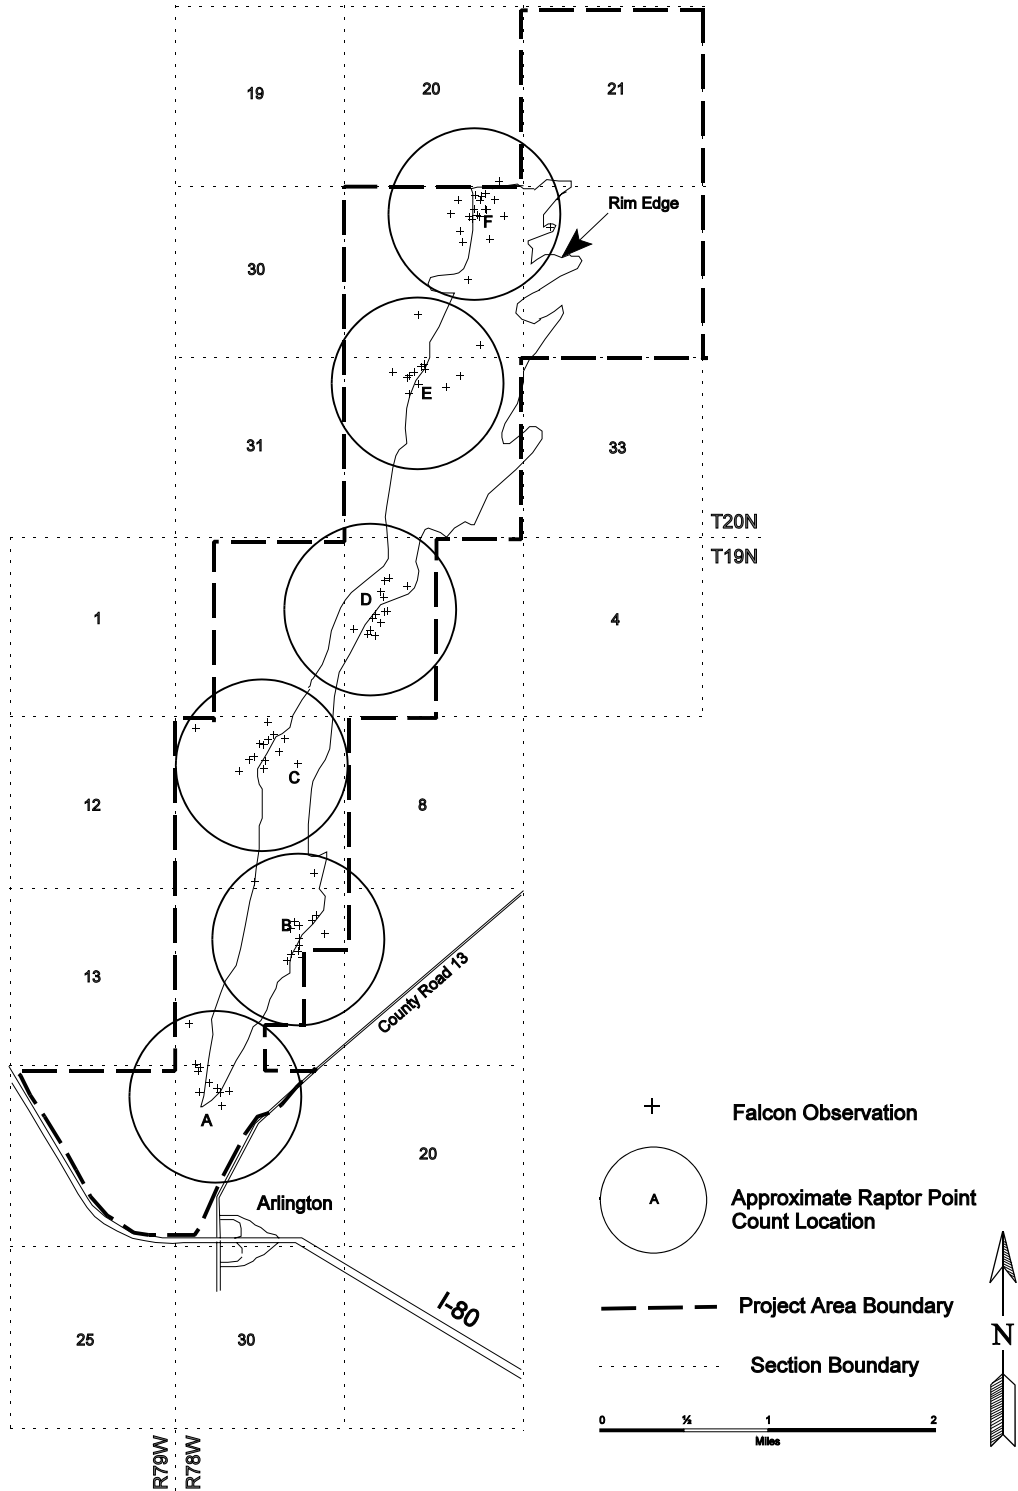 19
20
21
Rim Edge
F
30
E
31
33
T20N
T19N
D
1
4
C
12
8
B
13
County Road 13
A
20
Arlington
I-80
25
30
R79W
R78W
Falcon Observation
A
Approximate Raptor Point
Count Location
Project Area Boundary
Section Boundary
0 ½ 1 2
Miles
N